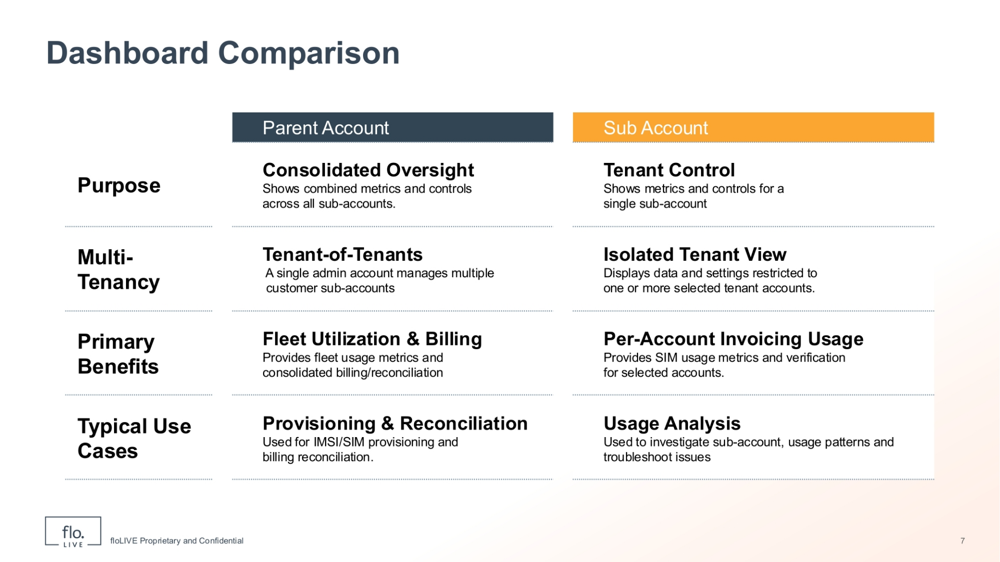 Dashboard Comparison
Parent Account
Sub Account
Purpose
Consolidated Oversight
Shows combined metrics and controls
across all sub-accounts.
Tenant Control
Shows metrics and controls for a
single sub-account
Multi-
Tenancy
Tenant-of-Tenants
A single admin account manages multiple
customer sub-accounts
Isolated Tenant View
Displays data and settings restricted to
one or more selected tenant accounts.
Primary
Benefits
Fleet Utilization & Billing
Provides fleet usage metrics and
consolidated billing/reconciliation
Per-Account Invoicing Usage
Provides SIM usage metrics and verification
for selected accounts.
Typical Use
Cases
Provisioning & Reconciliation
Used for IMSI/SIM provisioning and
billing reconciliation.
Usage Analysis
Used to investigate sub-account, usage patterns and
troubleshoot issues
flo.
LIVE
floLIVE Proprietary and Confidential
7